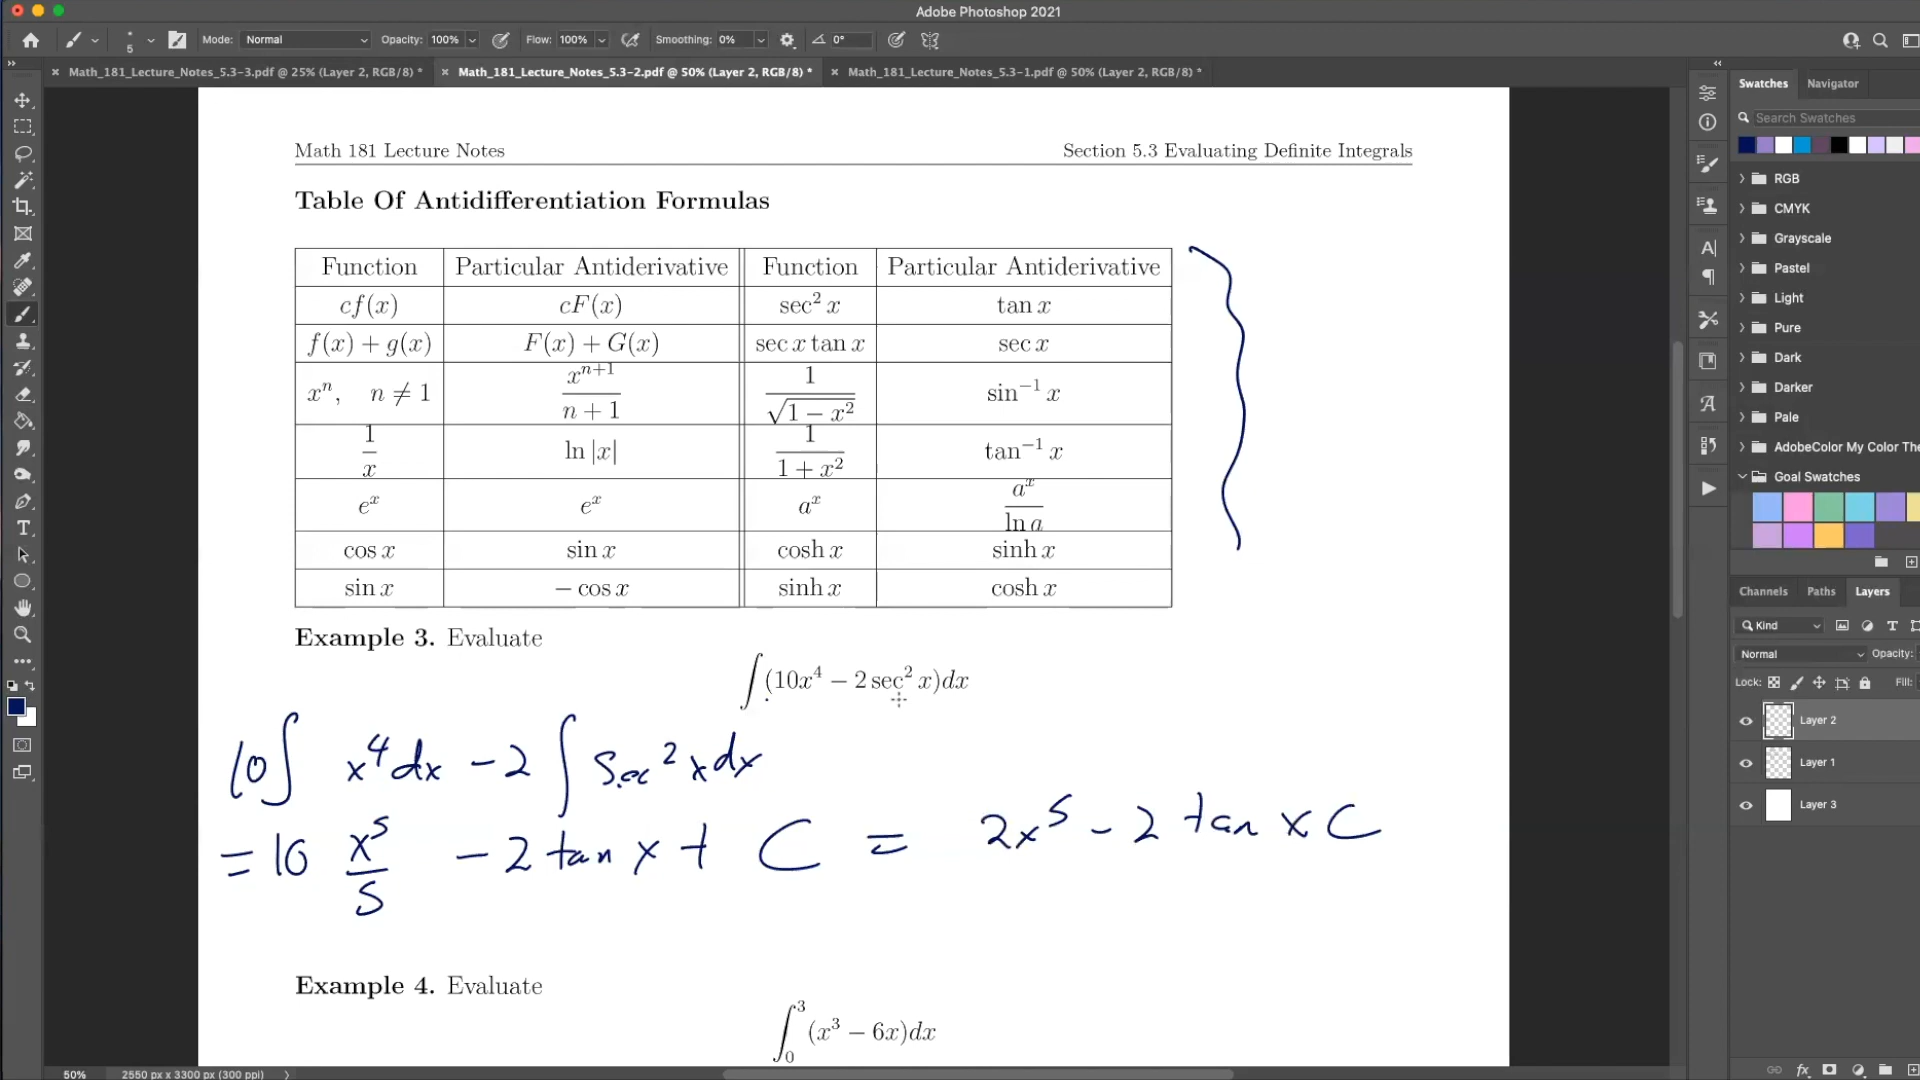 Adobe Photoshop 2021
5 Mode: Normal Opacity: 100% Flow: 100% Smoothing: 0% 0°
× Math_181_Lecture_Notes_5.3-3.pdf @ 25% (Layer 2, RGB/8) * × Math_181_Lecture_Notes_5.3-2.pdf @ 50% (Layer 2, RGB/8) * × Math_181_Lecture_Notes_5.3-1.pdf @ 50% (Layer 2, RGB/8) *
Math 181 Lecture Notes Section 5.3 Evaluating Definite Integrals
Table Of Antidifferentiation Formulas
Function Particular Antiderivative Function Particular Antiderivative
cf(x) cF(x) sec² x tan x
f(x) + g(x) F(x) + G(x) sec x tan x sec x
xⁿ, n ≠ 1 xⁿ⁺¹/(n + 1) 1/√(1 − x²) sin⁻¹ x
1/x ln |x| 1/(1 + x²) tan⁻¹ x
eˣ eˣ aˣ aˣ/ln a
cos x sin x cosh x sinh x
sin x − cos x sinh x cosh x
Example 3. Evaluate
∫(10x⁴ − 2 sec² x)dx
10∫ x⁴dx − 2 ∫ sec² x dx
= 10 x⁵/5 − 2 tan x + C = 2x⁵ − 2 tan x C
Example 4. Evaluate
∫₀³ (x³ − 6x)dx
50% 2550 px x 3300 px (300 ppi)
Swatches Navigator
Search Swatches
RGB
CMYK
Grayscale
Pastel
Light
Pure
Dark
Darker
Pale
AdobeColor My Color The
Goal Swatches
Channels Paths Layers
Kind
Normal Opacity:
Lock: Fill:
Layer 2
Layer 1
Layer 3
fx